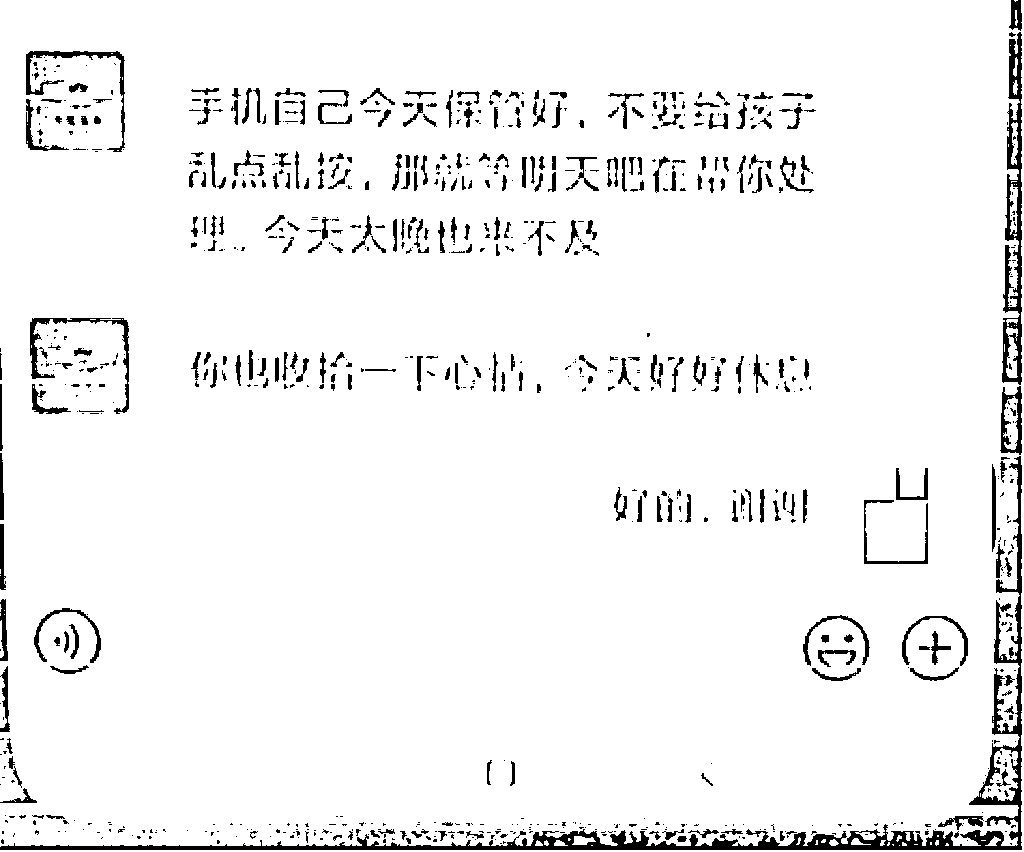 手机自己今天保管好，不要给孩子
乱点乱按，那就等明天吧在帮你处
理。今天太晚也来不及
你也收拾一下心情，今天好好休息
好的，谢谢